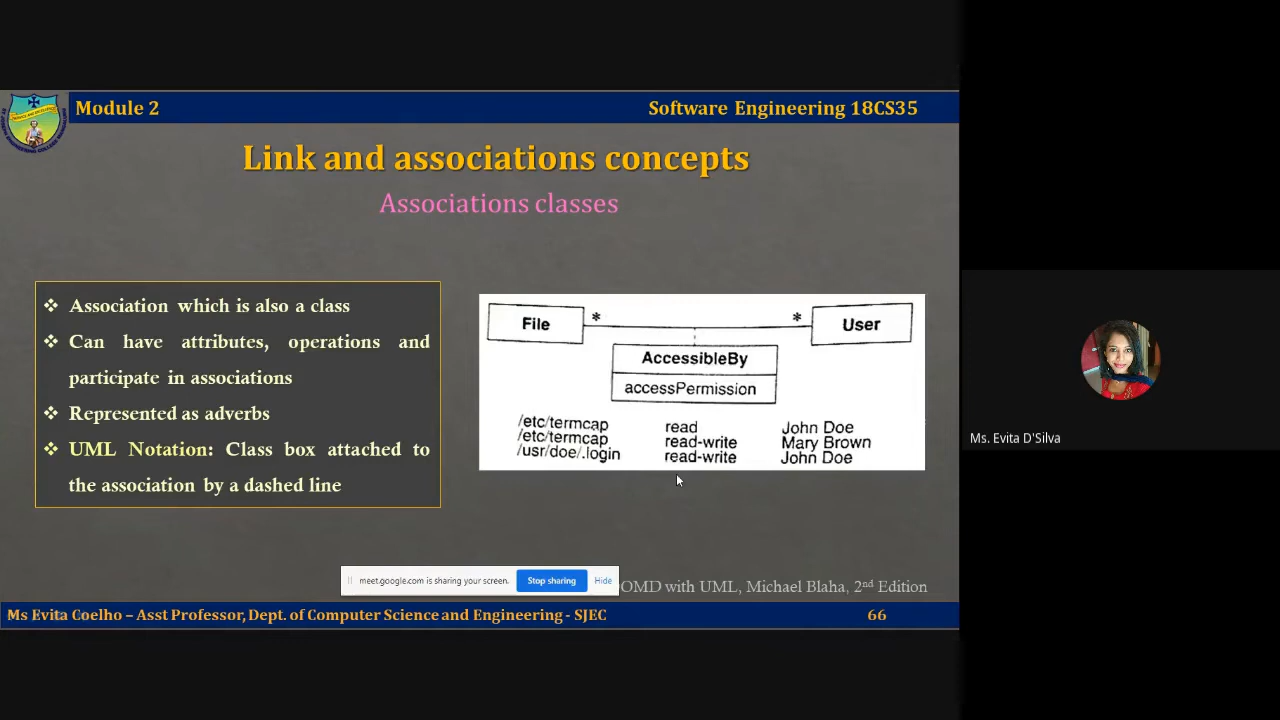 Module 2
Software Engineering 18CS35
Link and associations concepts
Associations classes
Association which is also a class
Can have attributes, operations and
participate in associations
Represented as adverbs
UML Notation: Class box attached to
the association by a dashed line
File * * User
AccessibleBy
accessPermission
/etc/termcap read John Doe
/etc/termcap read-write Mary Brown
/usr/doe/.login read-write John Doe
Ms. Evita D'Silva
meet.google.com is sharing your screen. Stop sharing Hide
OMD with UML, Michael Blaha, 2nd Edition
Ms Evita Coelho – Asst Professor, Dept. of Computer Science and Engineering - SJEC 66